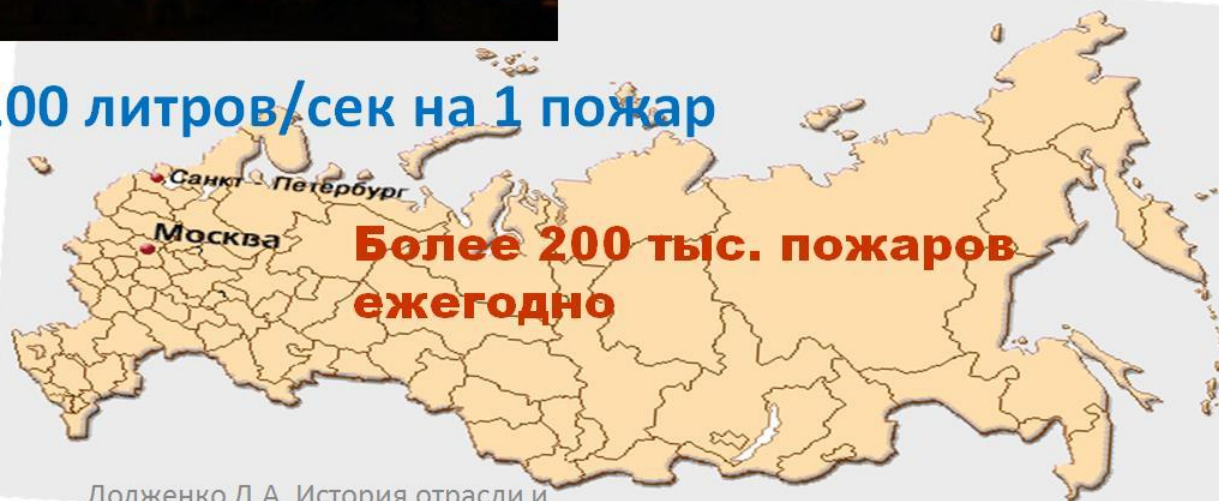 00 литров/сек на 1 пожар
Санкт - Петербург
Москва
Более 200 тыс. пожаров
ежегодно
Долженко Л.А. История отрасли и